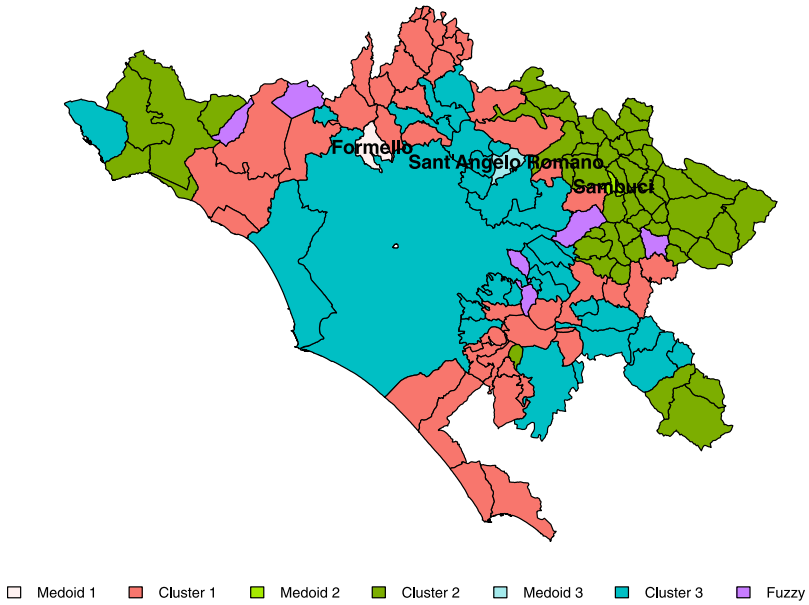 Formello
Sant'Angelo Romano
Sambuci
Medoid 1 Cluster 1 Medoid 2 Cluster 2 Medoid 3 Cluster 3 Fuzzy